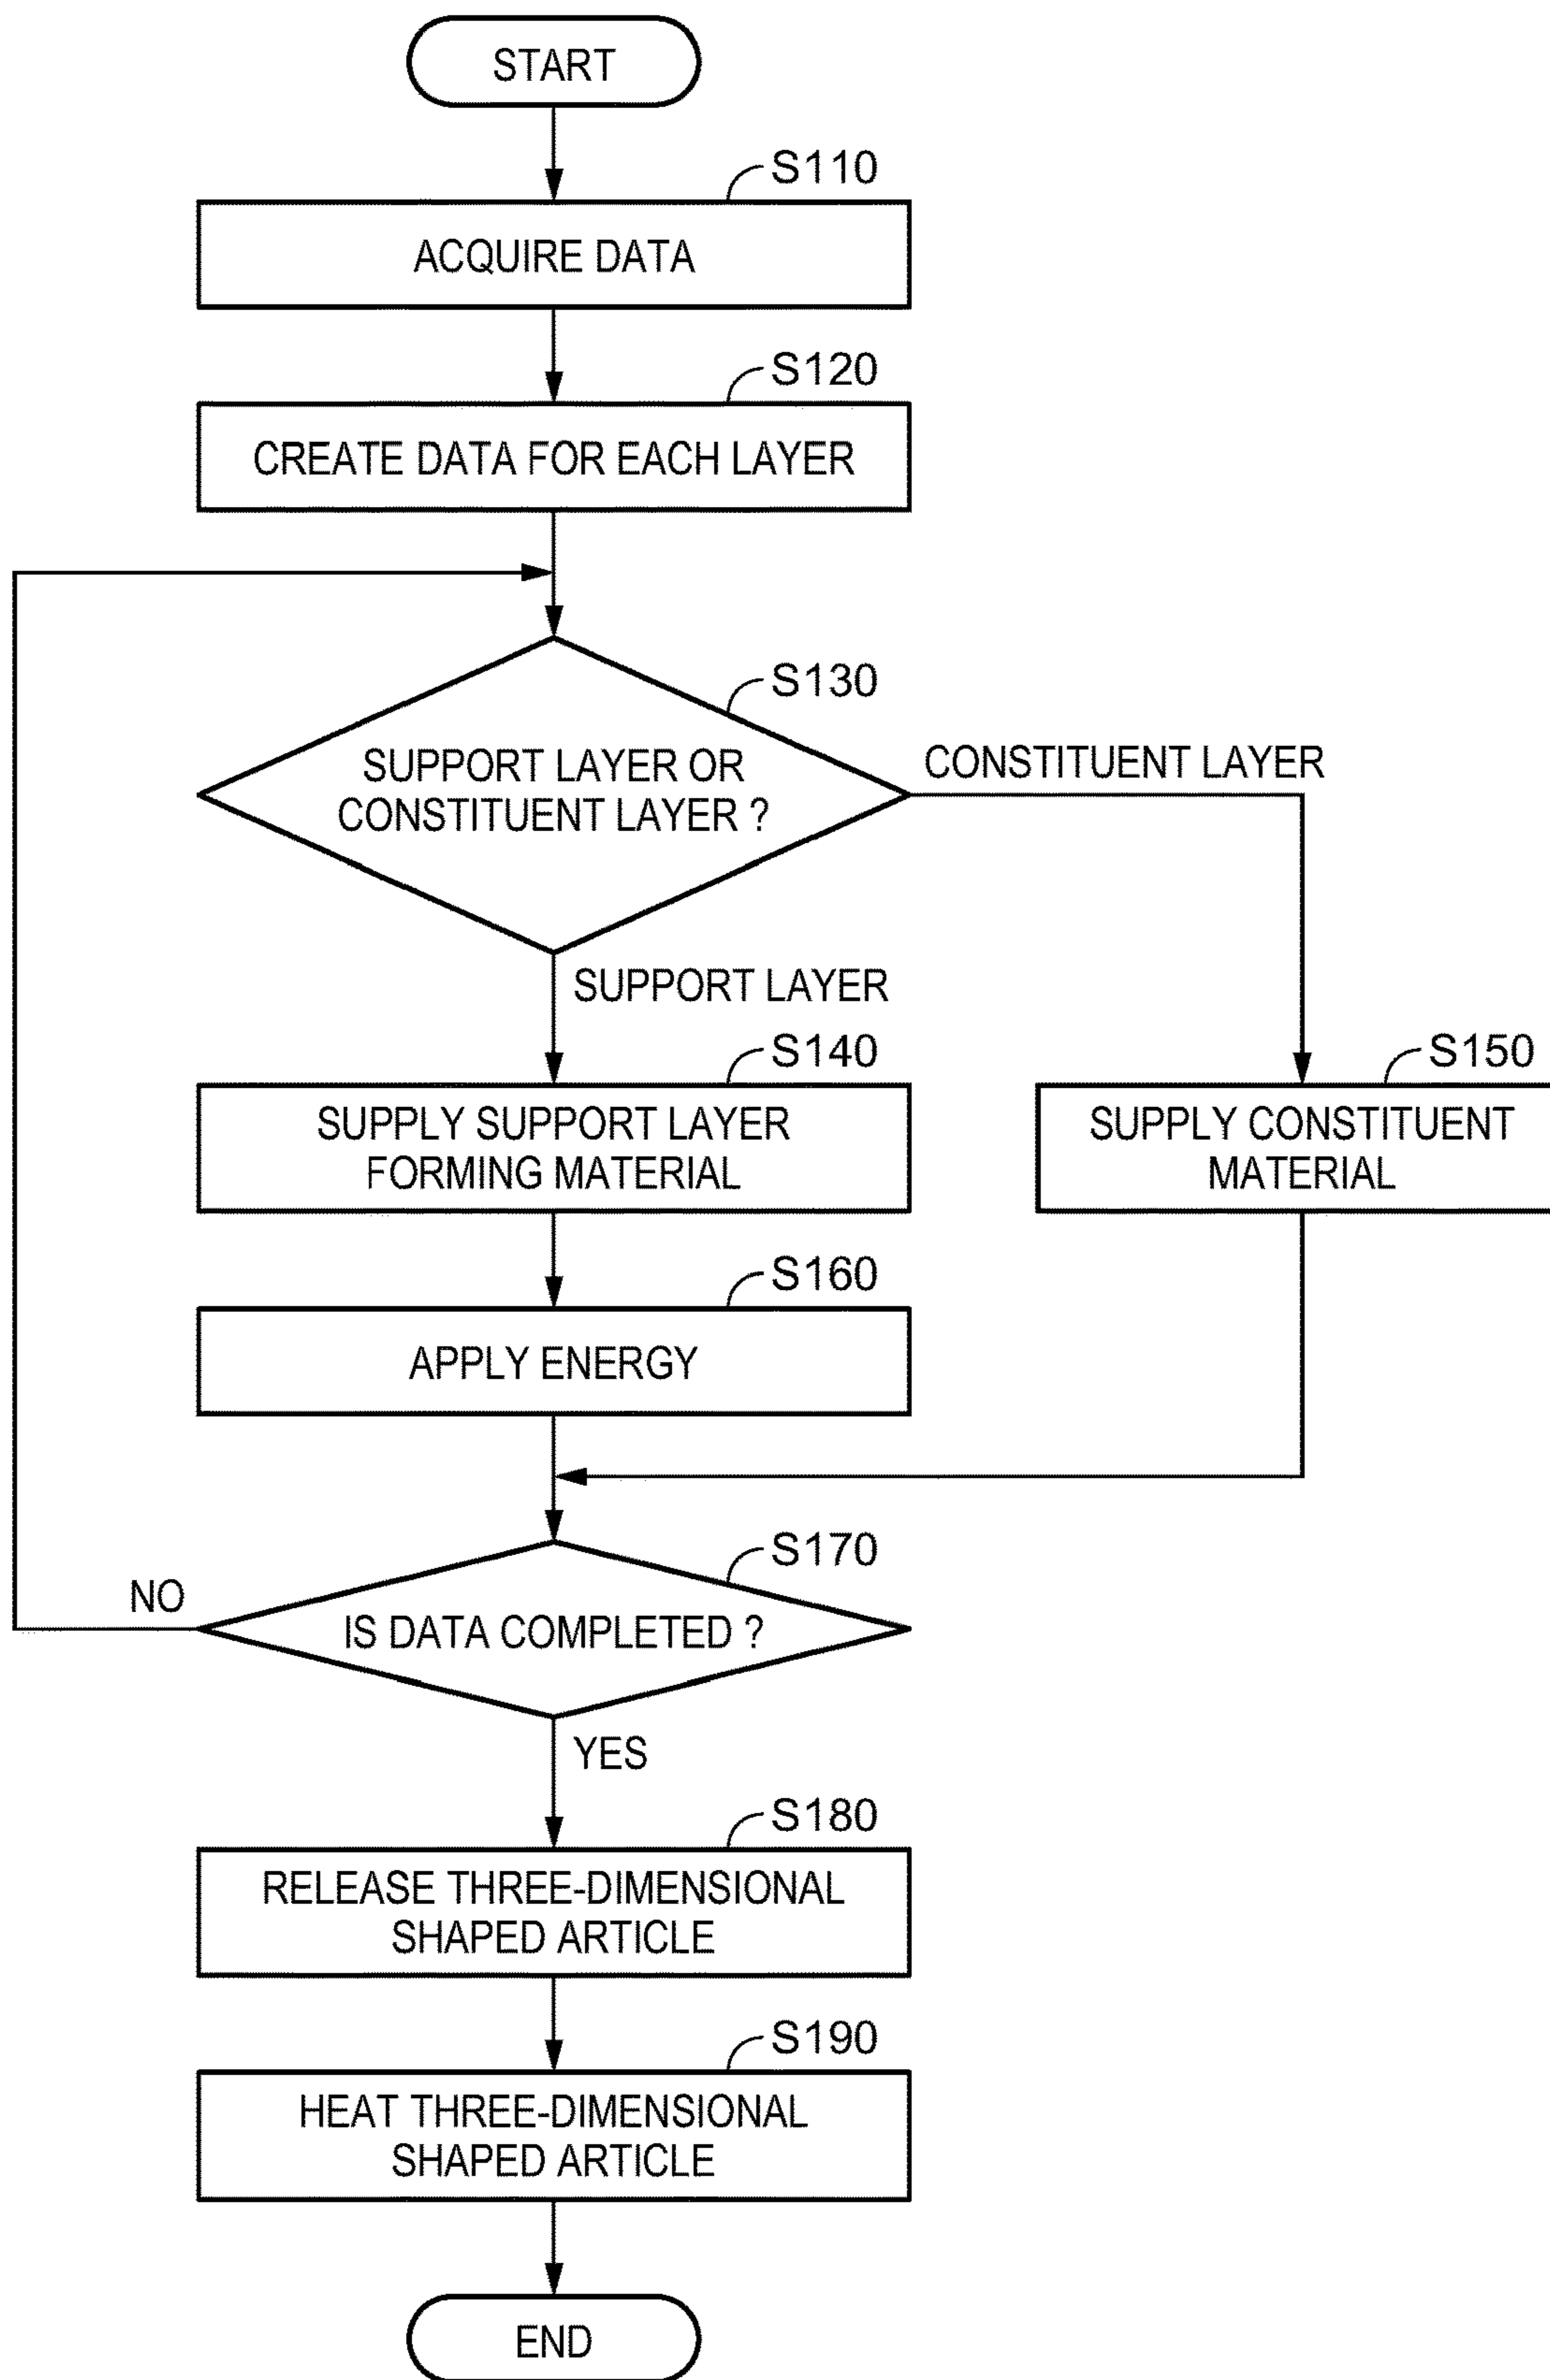 START
S110
ACQUIRE DATA
S120
CREATE DATA FOR EACH LAYER
S130
SUPPORT LAYER OR
CONSTITUENT LAYER ?
CONSTITUENT LAYER
SUPPORT LAYER
S140
SUPPLY SUPPORT LAYER
FORMING MATERIAL
S150
SUPPLY CONSTITUENT
MATERIAL
S160
APPLY ENERGY
S170
IS DATA COMPLETED ?
NO
YES
S180
RELEASE THREE-DIMENSIONAL
SHAPED ARTICLE
S190
HEAT THREE-DIMENSIONAL
SHAPED ARTICLE
END